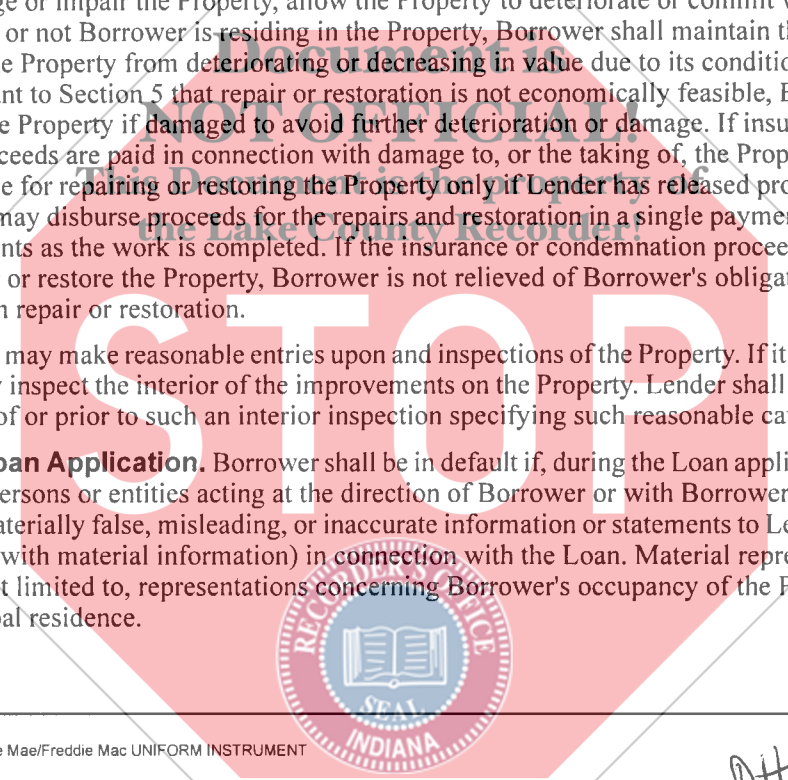 ge or impair the Property, allow the Property to deteriorate or commit
or not Borrower is residing in the Property, Borrower shall maintain th
Document is
e Property from deteriorating or decreasing in value due to its conditio
nt to Section 5 that repair or restoration is not economically feasible, B
NOT OFFICIAL!
e Property if damaged to avoid further deterioration or damage. If insu
ceeds are paid in connection with damage to, or the taking of, the Prop
This Document is the property of
e for repairing or restoring the Property only if Lender has released pro
may disburse proceeds for the repairs and restoration in a single paymen
the Lake County Recorder!
nts as the work is completed. If the insurance or condemnation procee
or restore the Property, Borrower is not relieved of Borrower's obligat
n repair or restoration.
STOP
may make reasonable entries upon and inspections of the Property. If it
y inspect the interior of the improvements on the Property. Lender shall
of or prior to such an interior inspection specifying such reasonable cau
oan Application. Borrower shall be in default if, during the Loan appli
ersons or entities acting at the direction of Borrower or with Borrower
aterially false, misleading, or inaccurate information or statements to Le
with material information) in connection with the Loan. Material repre
t limited to, representations concerning Borrower's occupancy of the P
pal residence.
RECORDER'S OFFICE
SEAL
INDIANA
e Mae/Freddie Mac UNIFORM INSTRUMENT